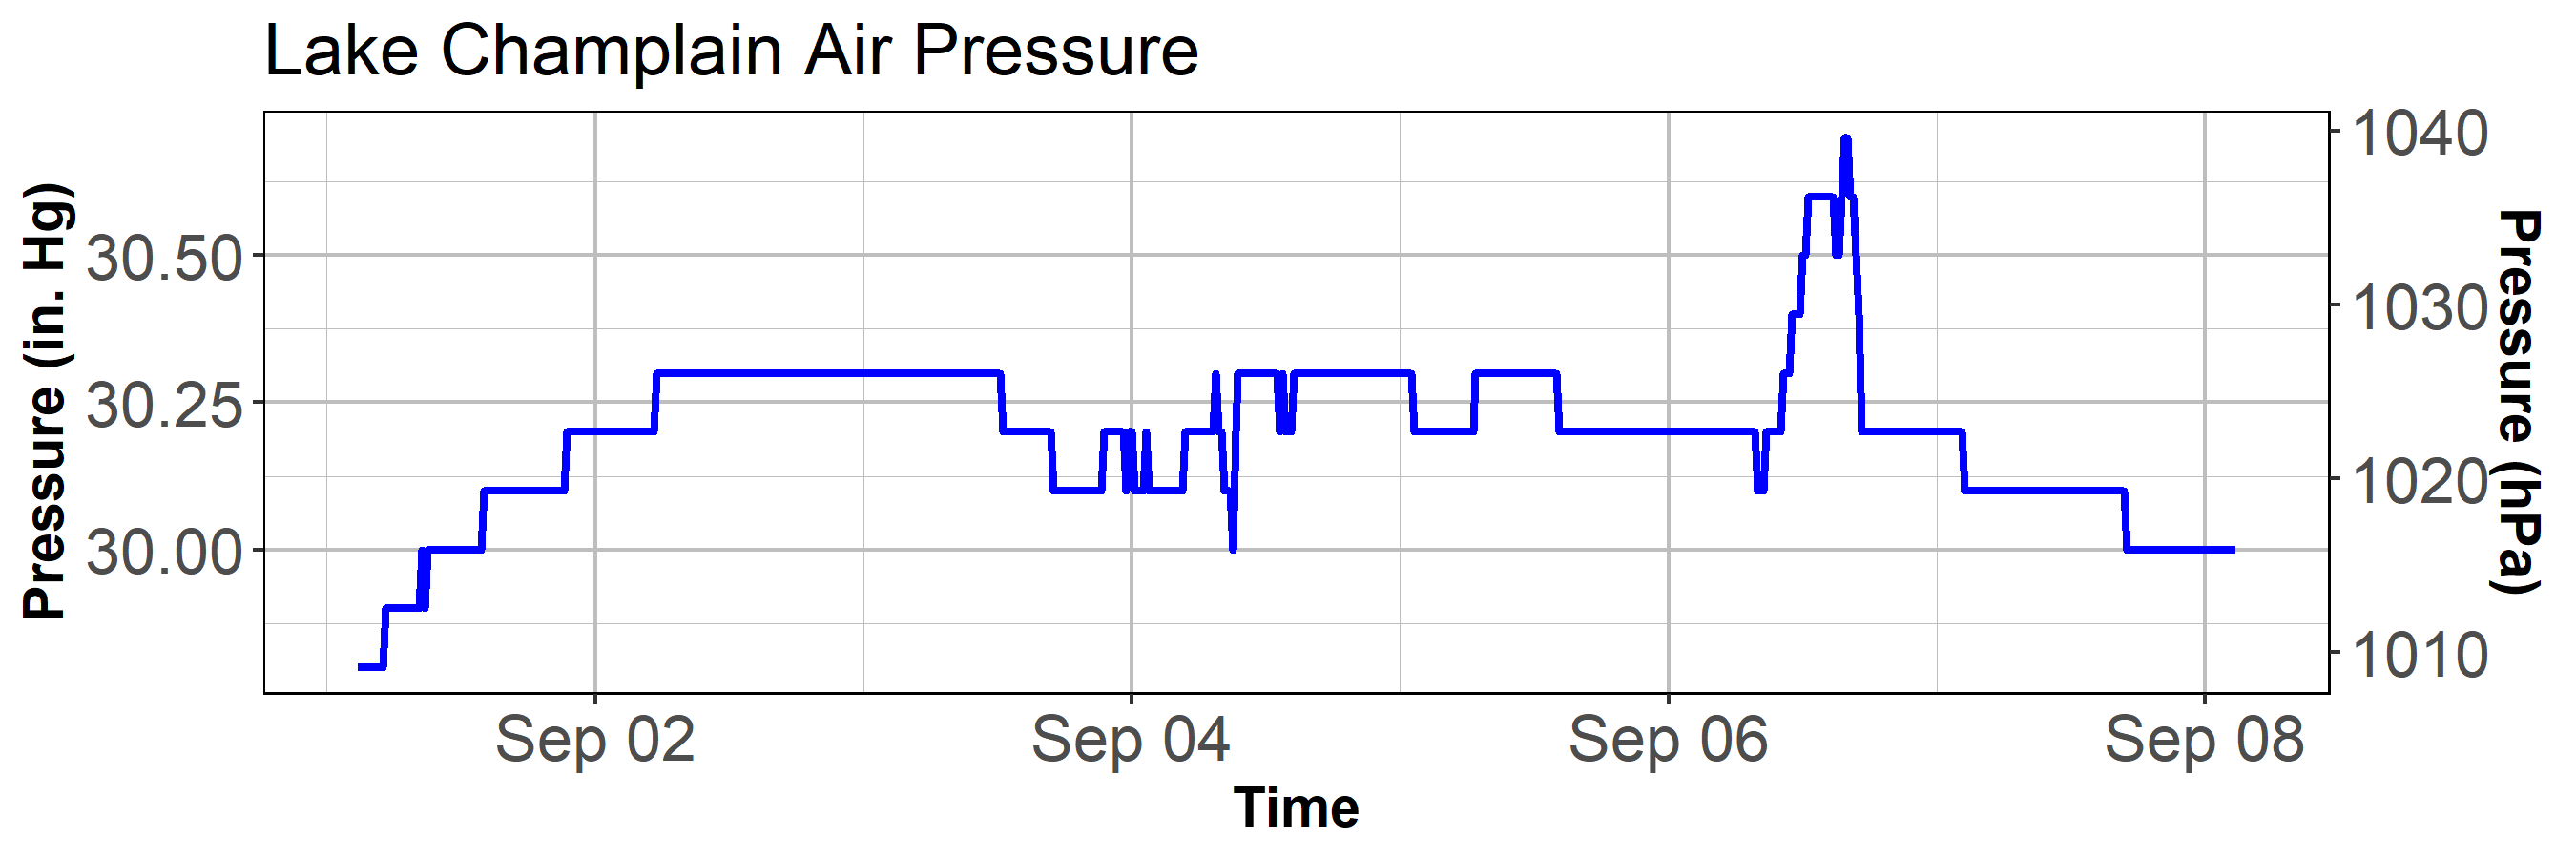 Lake Champlain Air Pressure
Pressure (in. Hg)
30.50
30.25
30.00
1040
1030
1020
1010
Pressure (hPa)
Sep 02
Sep 04
Sep 06
Sep 08
Time